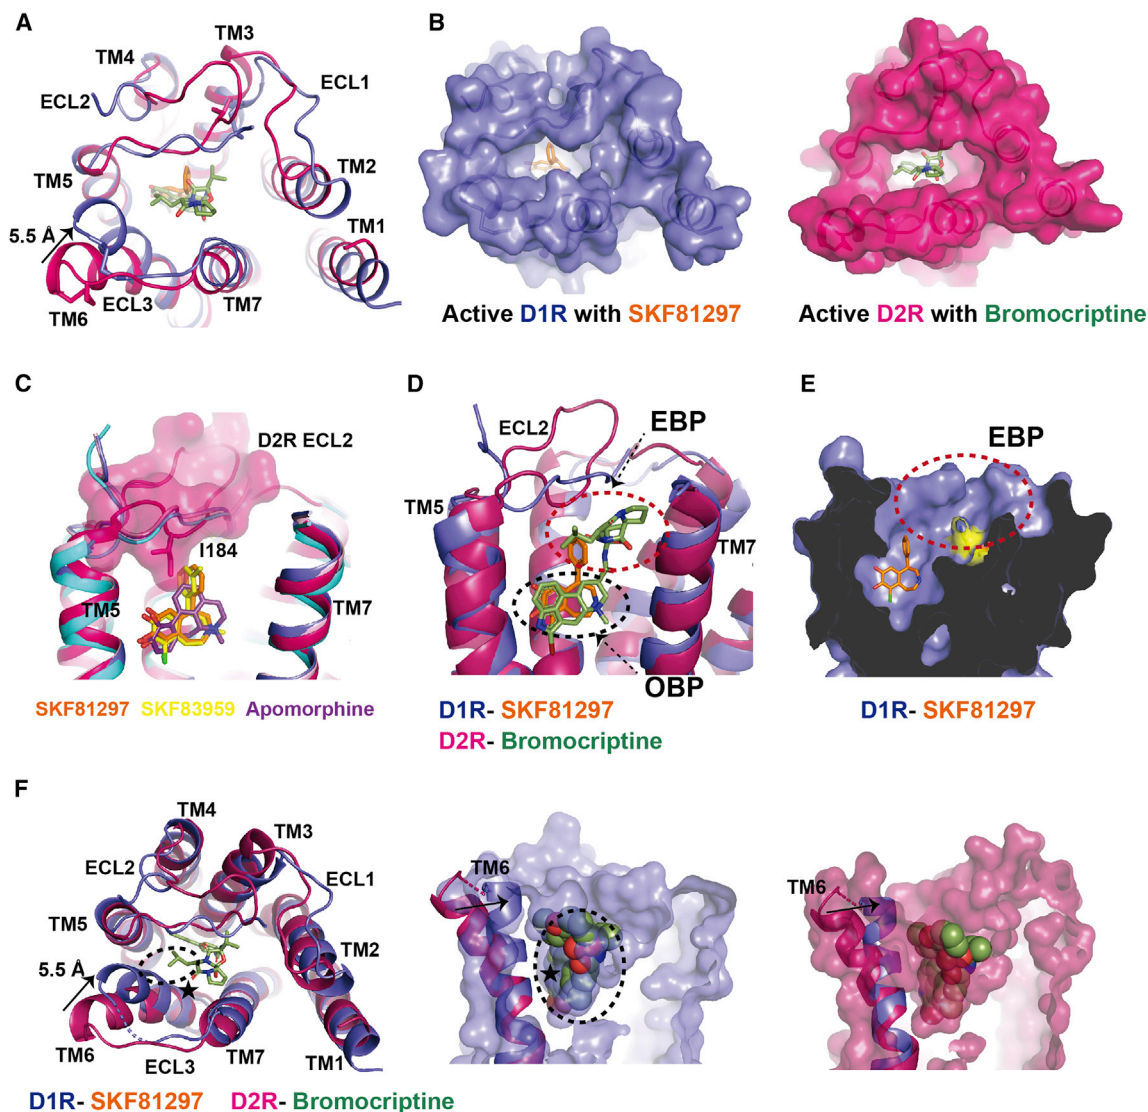 A
TM3
TM4
ECL1
ECL2
TM5
TM2
5.5 Å
TM1
TM6
ECL3
TM7
B
Active D1R with SKF81297
Active D2R with Bromocriptine
C
D2R ECL2
I184
TM5
TM7
SKF81297 SKF83959 Apomorphine
D
EBP
ECL2
TM5
TM7
OBP
D1R- SKF81297
D2R- Bromocriptine
E
EBP
D1R- SKF81297
F
TM4
TM3
ECL2
ECL1
TM5
TM2
5.5 Å
TM6
ECL3
TM7
TM1
TM6
TM6
D1R- SKF81297 D2R- Bromocriptine